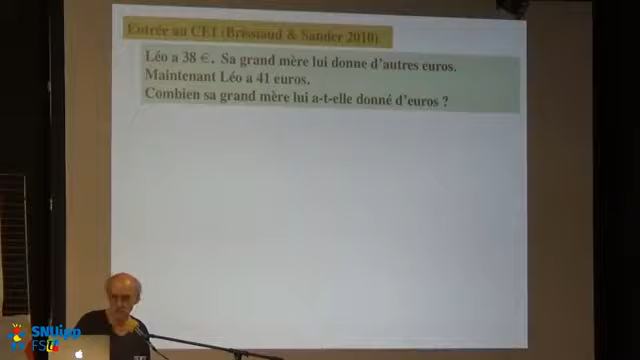 Entrée au CE1 (Brissiaud & Sander 2010)
Léo a 38 €. Sa grand mère lui donne d'autres euros.
Maintenant Léo a 41 euros.
Combien sa grand mère lui a-t-elle donné d'euros ?
SNUipp
FSU